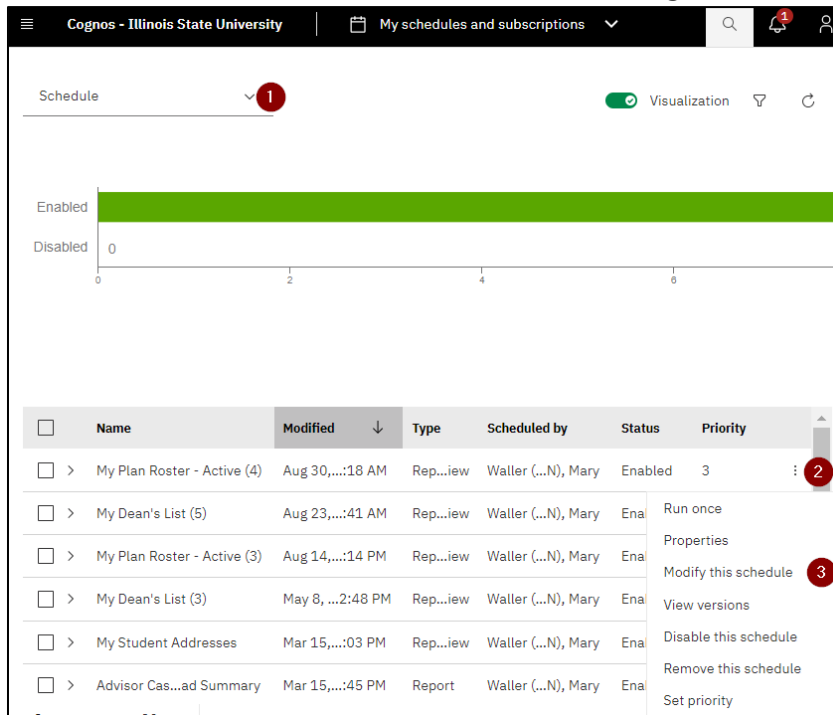 Cognos - Illinois State University My schedules and subscriptions 1
Schedule 1 Visualization
Enabled
Disabled 0
0 2 4 6
Name Modified Type Scheduled by Status Priority
My Plan Roster - Active (4) Aug 30,...:18 AM Rep...iew Waller (...N), Mary Enabled 3 2
My Dean's List (5) Aug 23,...:41 AM Rep...iew Waller (...N), Mary Ena Run once
Properties
My Plan Roster - Active (3) Aug 14,...:14 PM Rep...iew Waller (...N), Mary Ena Modify this schedule 3
My Dean's List (3) May 8, ...2:48 PM Rep...iew Waller (...N), Mary Ena View versions
My Student Addresses Mar 15,...:03 PM Rep...iew Waller (...N), Mary Ena Disable this schedule
Remove this schedule
Advisor Cas...ad Summary Mar 15,...:45 PM Report Waller (...N), Mary Ena Set priority